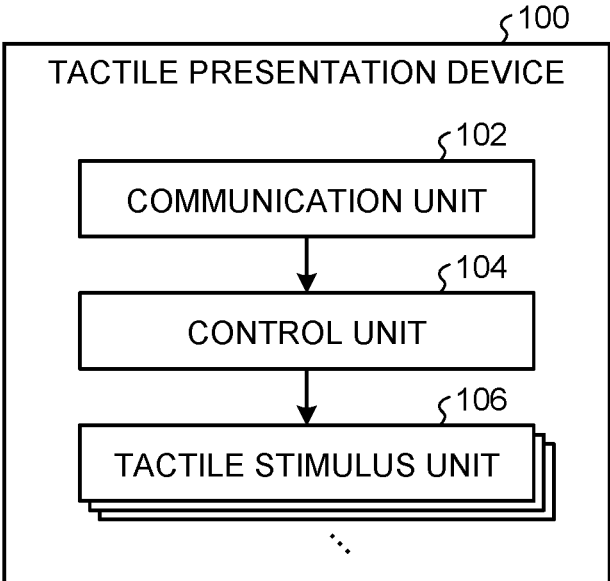 100
TACTILE PRESENTATION DEVICE
102
COMMUNICATION UNIT
104
CONTROL UNIT
106
TACTILE STIMULUS UNIT